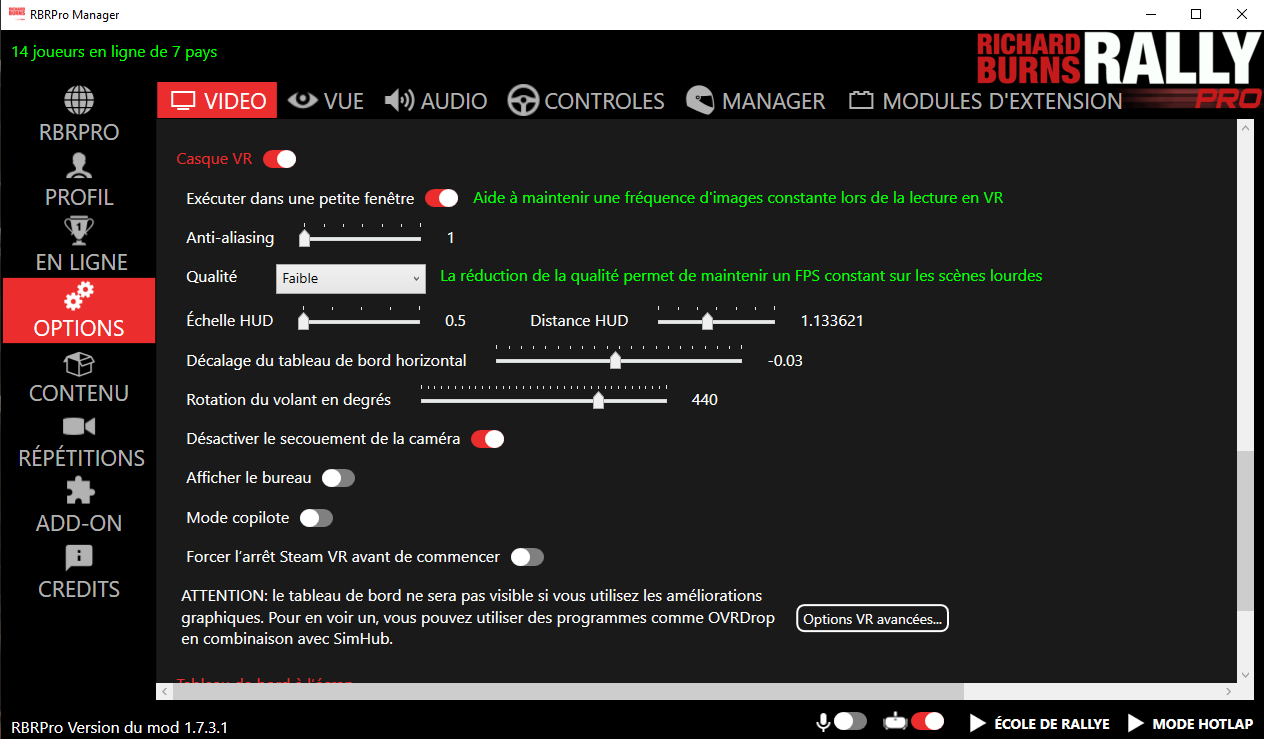 RBRPro Manager
14 joueurs en ligne de 7 pays
RICHARD BURNS RALLY PRO
VIDEO VUE AUDIO CONTROLES MANAGER MODULES D'EXTENSION
RBRPRO
PROFIL
EN LIGNE
OPTIONS
CONTENU
RÉPÉTITIONS
ADD-ON
CREDITS
Casque VR
Exécuter dans une petite fenêtre Aide à maintenir une fréquence d'images constante lors de la lecture en VR
Anti-aliasing 1
Qualité Faible La réduction de la qualité permet de maintenir un FPS constant sur les scènes lourdes
Échelle HUD 0.5 Distance HUD 1.133621
Décalage du tableau de bord horizontal -0.03
Rotation du volant en degrés 440
Désactiver le secouement de la caméra
Afficher le bureau
Mode copilote
Forcer l'arrêt Steam VR avant de commencer
ATTENTION: le tableau de bord ne sera pas visible si vous utilisez les améliorations
graphiques. Pour en voir un, vous pouvez utiliser des programmes comme OVRDrop
en combinaison avec SimHub.
Options VR avancées...
Tableau de bord à l'écran
RBRPro Version du mod 1.7.3.1
ÉCOLE DE RALLYE MODE HOTLAP